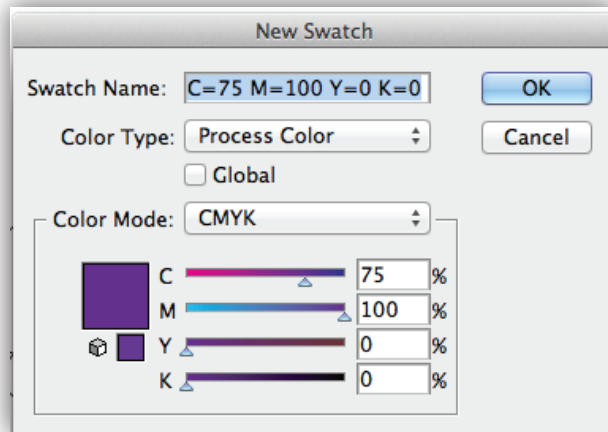 New Swatch
Swatch Name: C=75 M=100 Y=0 K=0 OK
Color Type: Process Color Cancel
Global
Color Mode: CMYK
C 75 %
M 100 %
Y 0 %
K 0 %